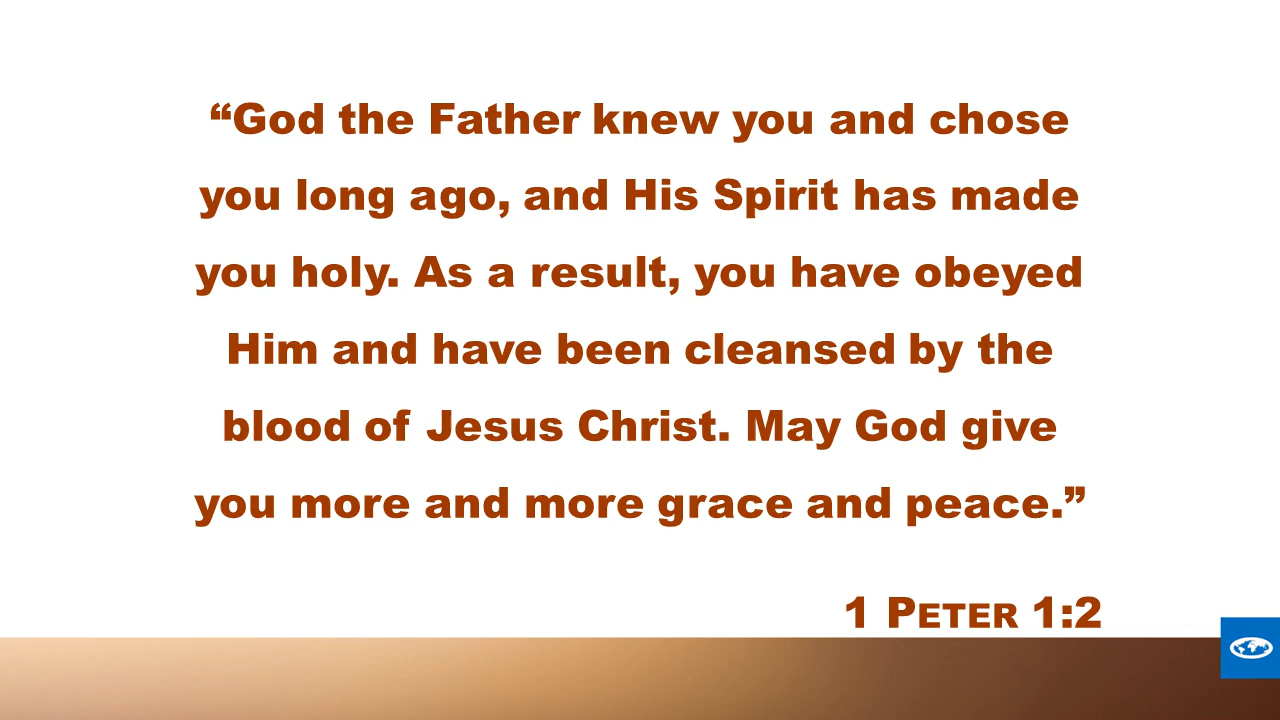 “God the Father knew you and chose
you long ago, and His Spirit has made
you holy. As a result, you have obeyed
Him and have been cleansed by the
blood of Jesus Christ. May God give
you more and more grace and peace.”
1 PETER 1:2